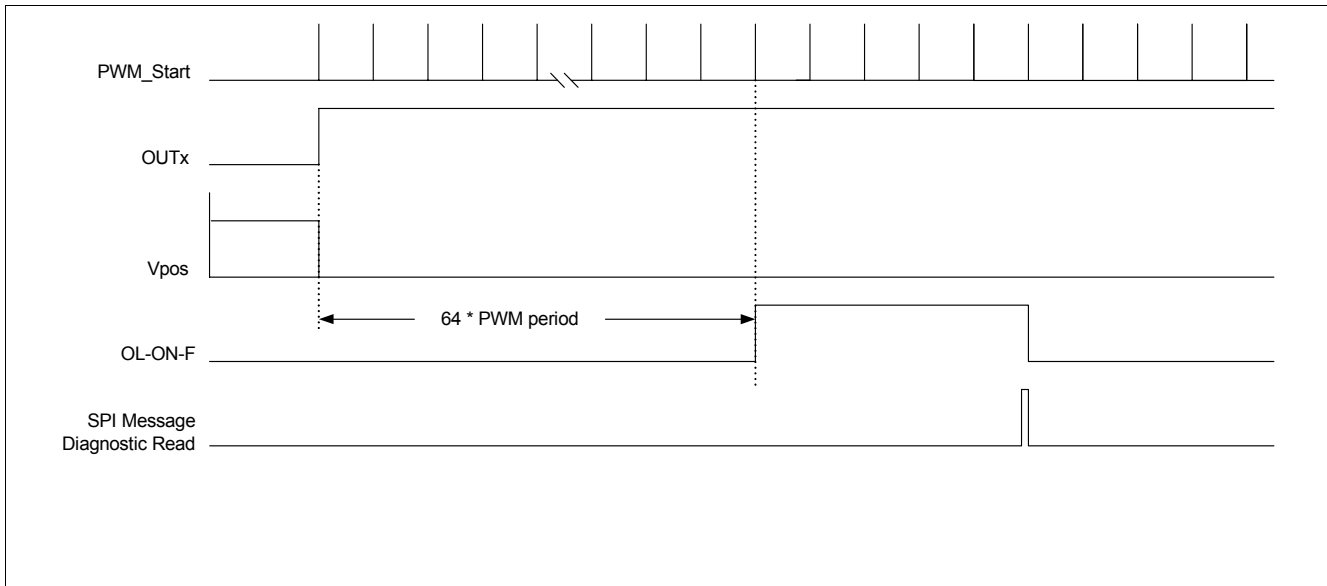 PWM_Start
OUTx
Vpos
64 * PWM period
OL-ON-F
SPI Message
Diagnostic Read